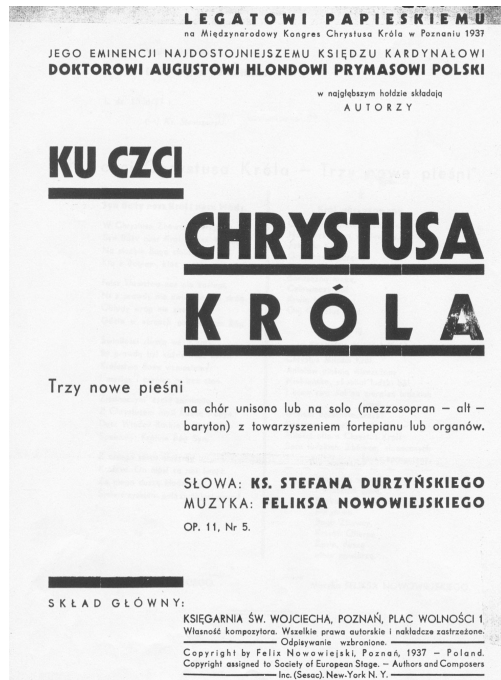 LEGATOWI PAPIESKIEMU
na Międzynarodowy Kongres Chrystusa Króla w Poznaniu 1937
JEGO EMINENCJI NAJDOSTOJNIEJSZEMU KSIĘDZU KARDYNAŁOWI
DOKTOROWI AUGUSTOWI HLONDOWI PRYMASOWI POLSKI
w najgłębszym hołdzie składają
AUTORZY
KU CZCI
CHRYSTUSA
KRÓLA
Trzy nowe pieśni
na chór unisono lub na solo (mezzosopran – alt –
baryton) z towarzyszeniem fortepianu lub organów.
SŁOWA: KS. STEFANA DURZYŃSKIEGO
MUZYKA: FELIKSA NOWOWIEJSKIEGO
OP. 11, Nr 5.
SKŁAD GŁÓWNY:
KSIĘGARNIA ŚW. WOJCIECHA, POZNAŃ, PLAC WOLNOŚCI 1
Własność kompozytora. Wszelkie prawa autorskie i nakładcze zastrzeżone.
Odpisywanie wzbronione.
Copyright by Felix Nowowiejski, Poznań, 1937 – Poland.
Copyright assigned to Society of European Stage. – Authors and Composers
Inc. (Sesac). New-York N. Y.